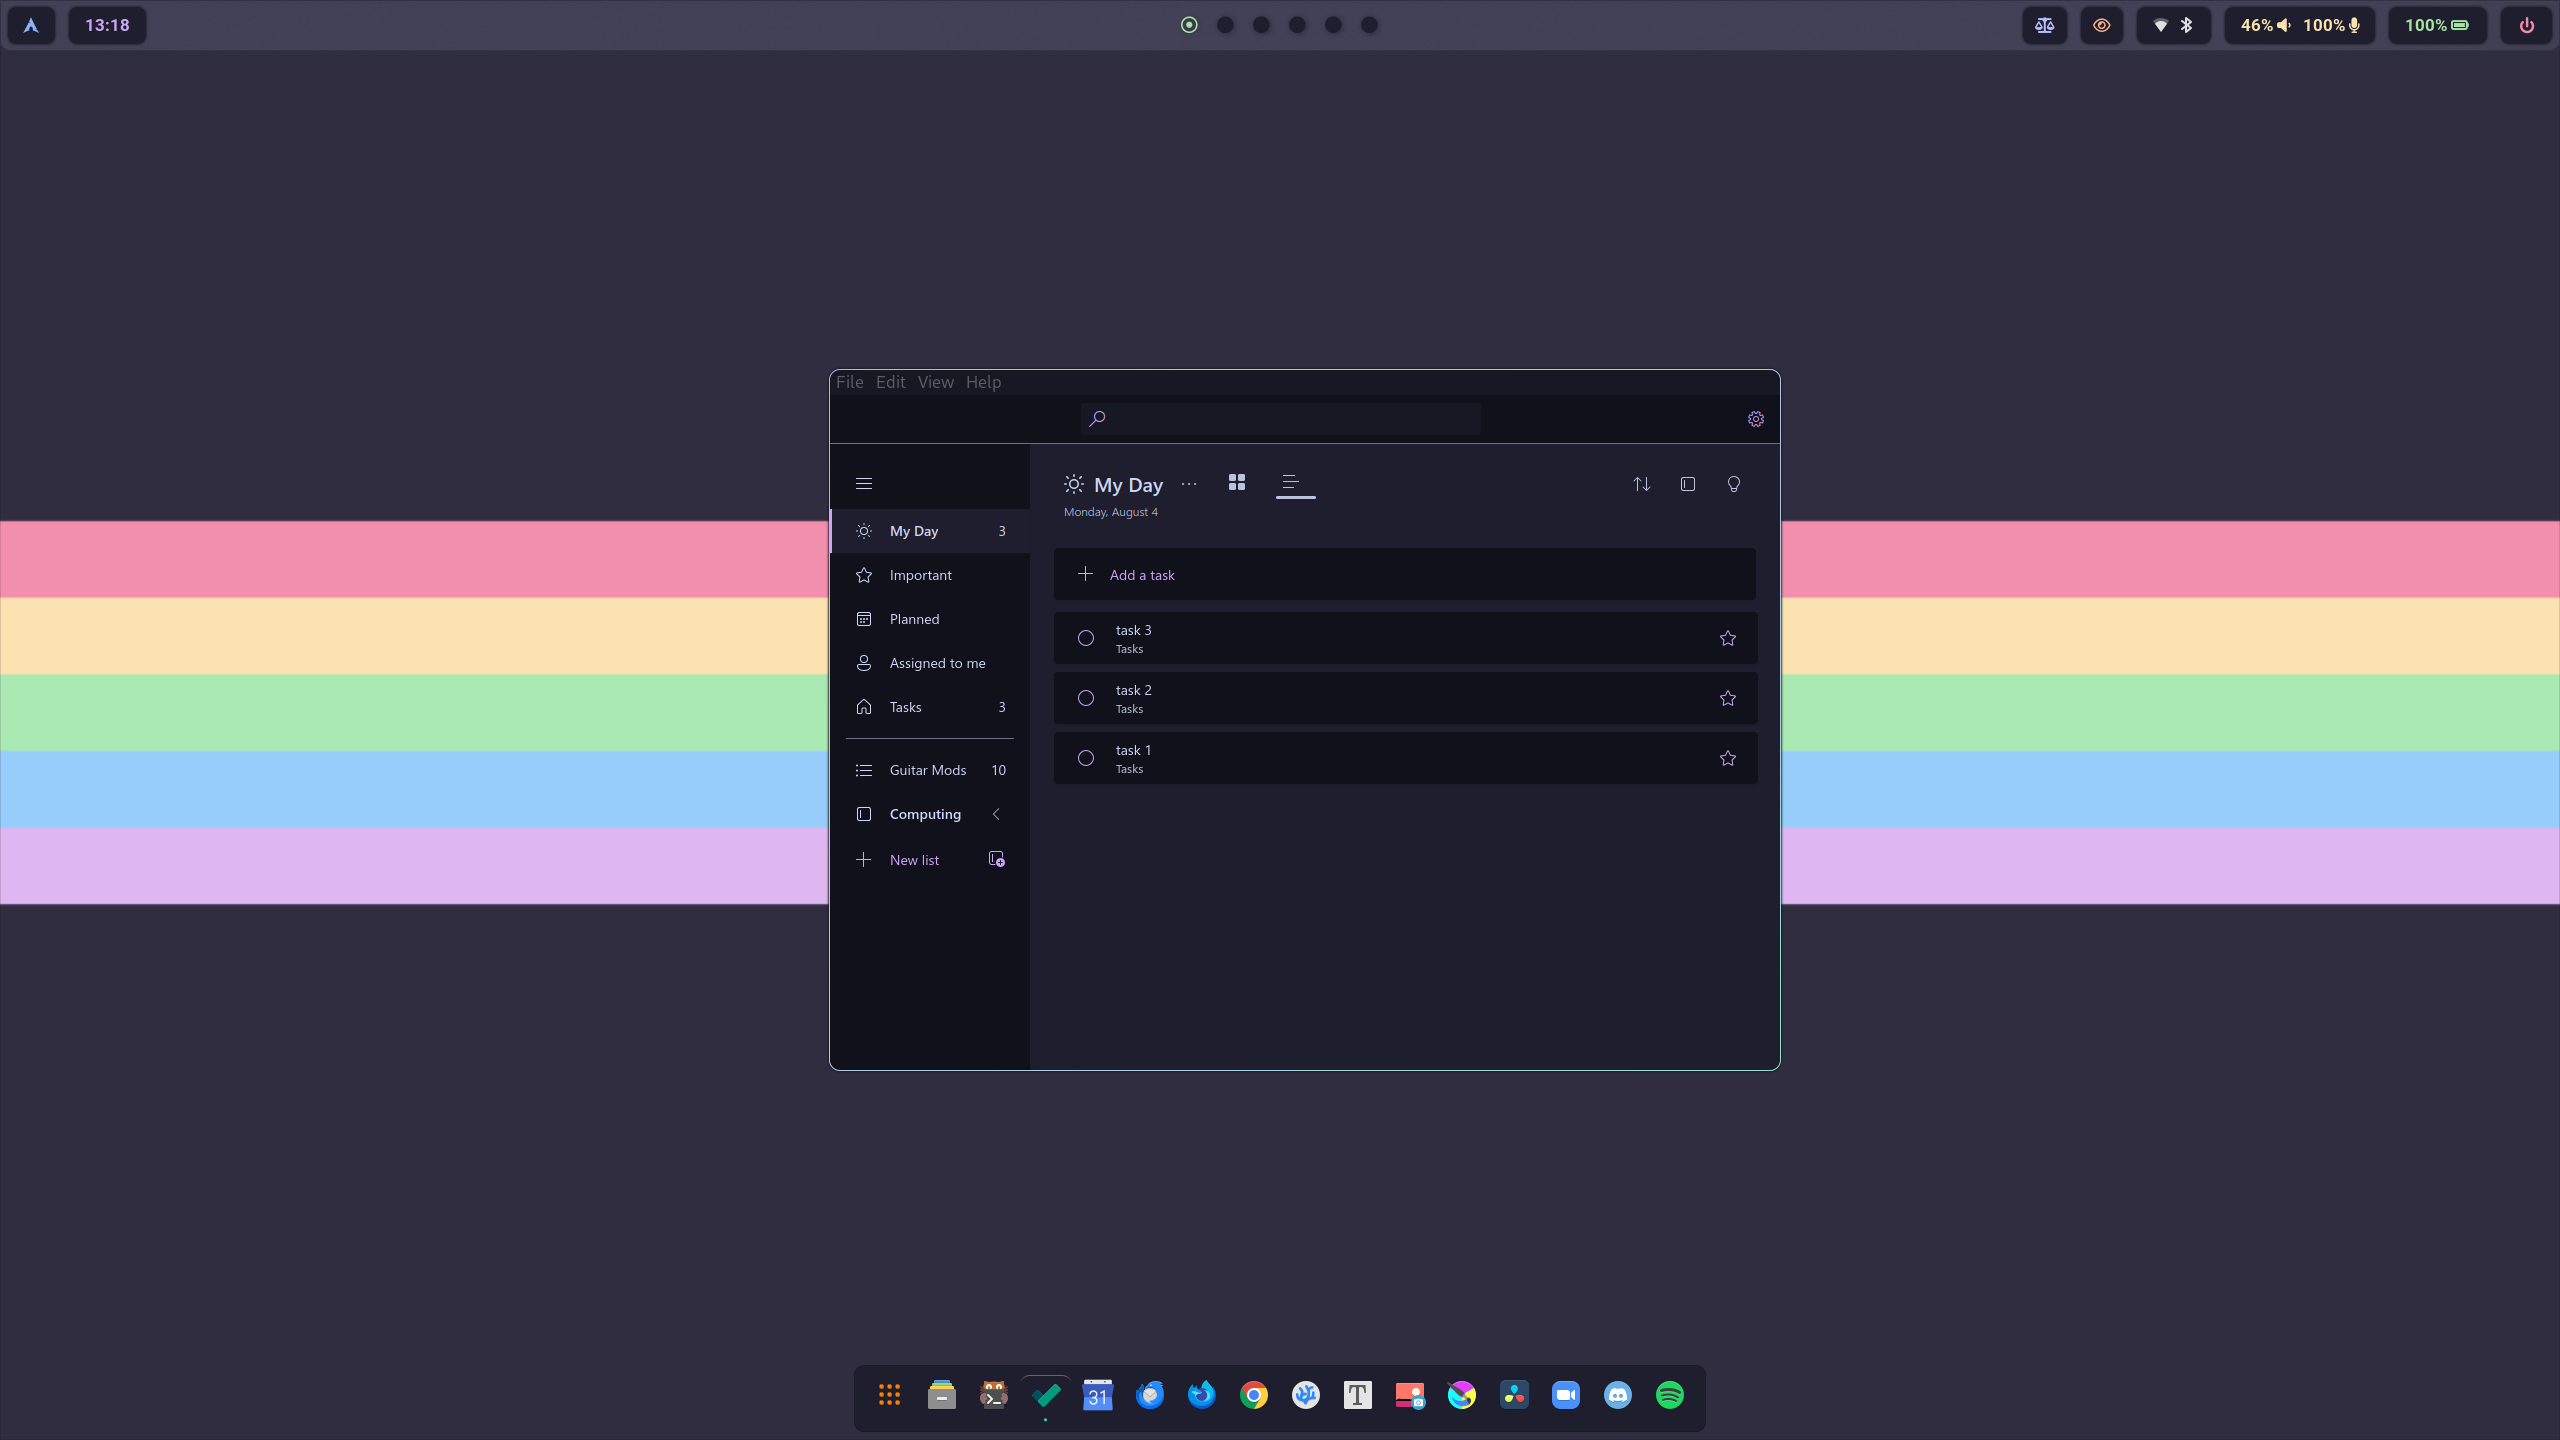 13:18
46% 100%
100%
File Edit View Help
My Day
Monday, August 4
My Day 3
Important
Planned
Assigned to me
Tasks 3
Guitar Mods 10
Computing
New list
Add a task
task 3
Tasks
task 2
Tasks
task 1
Tasks
31
T